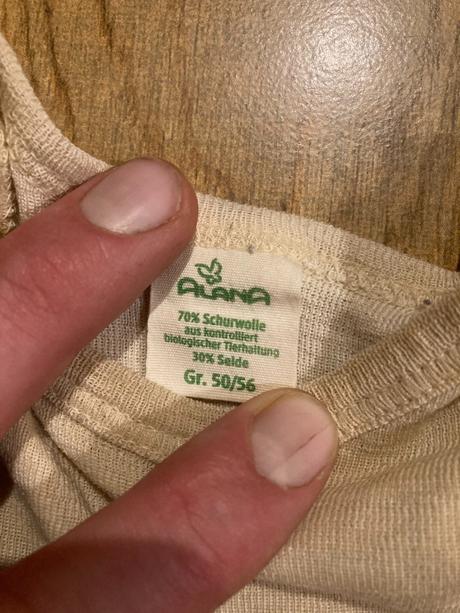 ALANA
70% Schurwolle
aus kontrolliert
biologischer Tierhaltung
30% Seide
Gr. 50/56